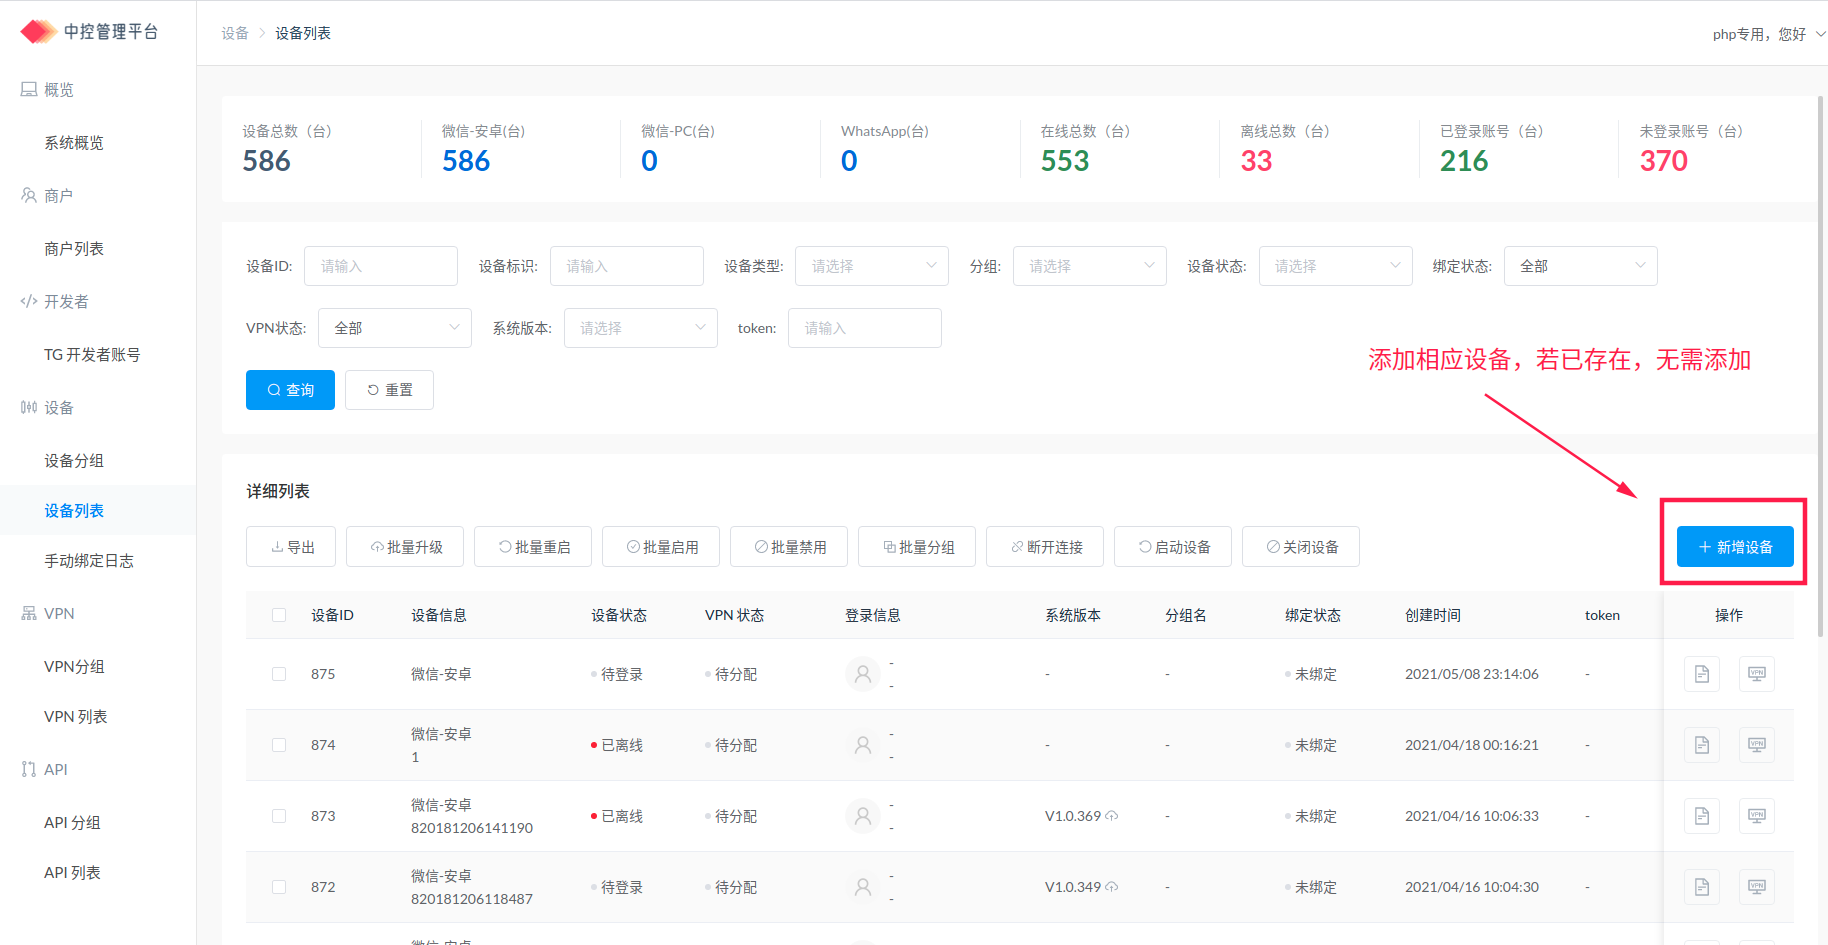 中控管理平台
设备 > 设备列表
php专用，您好
概览
系统概览
商户
商户列表
开发者
TG 开发者账号
设备
设备分组
设备列表
手动绑定日志
VPN
VPN分组
VPN 列表
API
API 分组
API 列表
设备总数（台） 微信-安卓(台) 微信-PC(台) WhatsApp(台) 在线总数（台） 离线总数（台） 已登录账号（台） 未登录账号（台）
586 586 0 0 553 33 216 370
设备ID: 请输入 设备标识: 请输入 设备类型: 请选择 分组: 请选择 设备状态: 请选择 绑定状态: 全部
VPN状态: 全部 系统版本: 请选择 token: 请输入
添加相应设备，若已存在，无需添加
查询 重置
详细列表
导出 批量升级 批量重启 批量启用 批量禁用 批量分组 断开连接 启动设备 关闭设备 新增设备
设备ID 设备信息 设备状态 VPN 状态 登录信息 系统版本 分组名 绑定状态 创建时间 token 操作
875 微信-安卓 待登录 待分配 - - - - 未绑定 2021/05/08 23:14:06 - VPN
874 微信-安卓 1 已离线 待分配 - - - - 未绑定 2021/04/18 00:16:21 - VPN
873 微信-安卓 820181206141190 已离线 待分配 - - V1.0.369 - 未绑定 2021/04/16 10:06:33 - VPN
872 微信-安卓 820181206118487 待登录 待分配 - - V1.0.349 - 未绑定 2021/04/16 10:04:30 - VPN